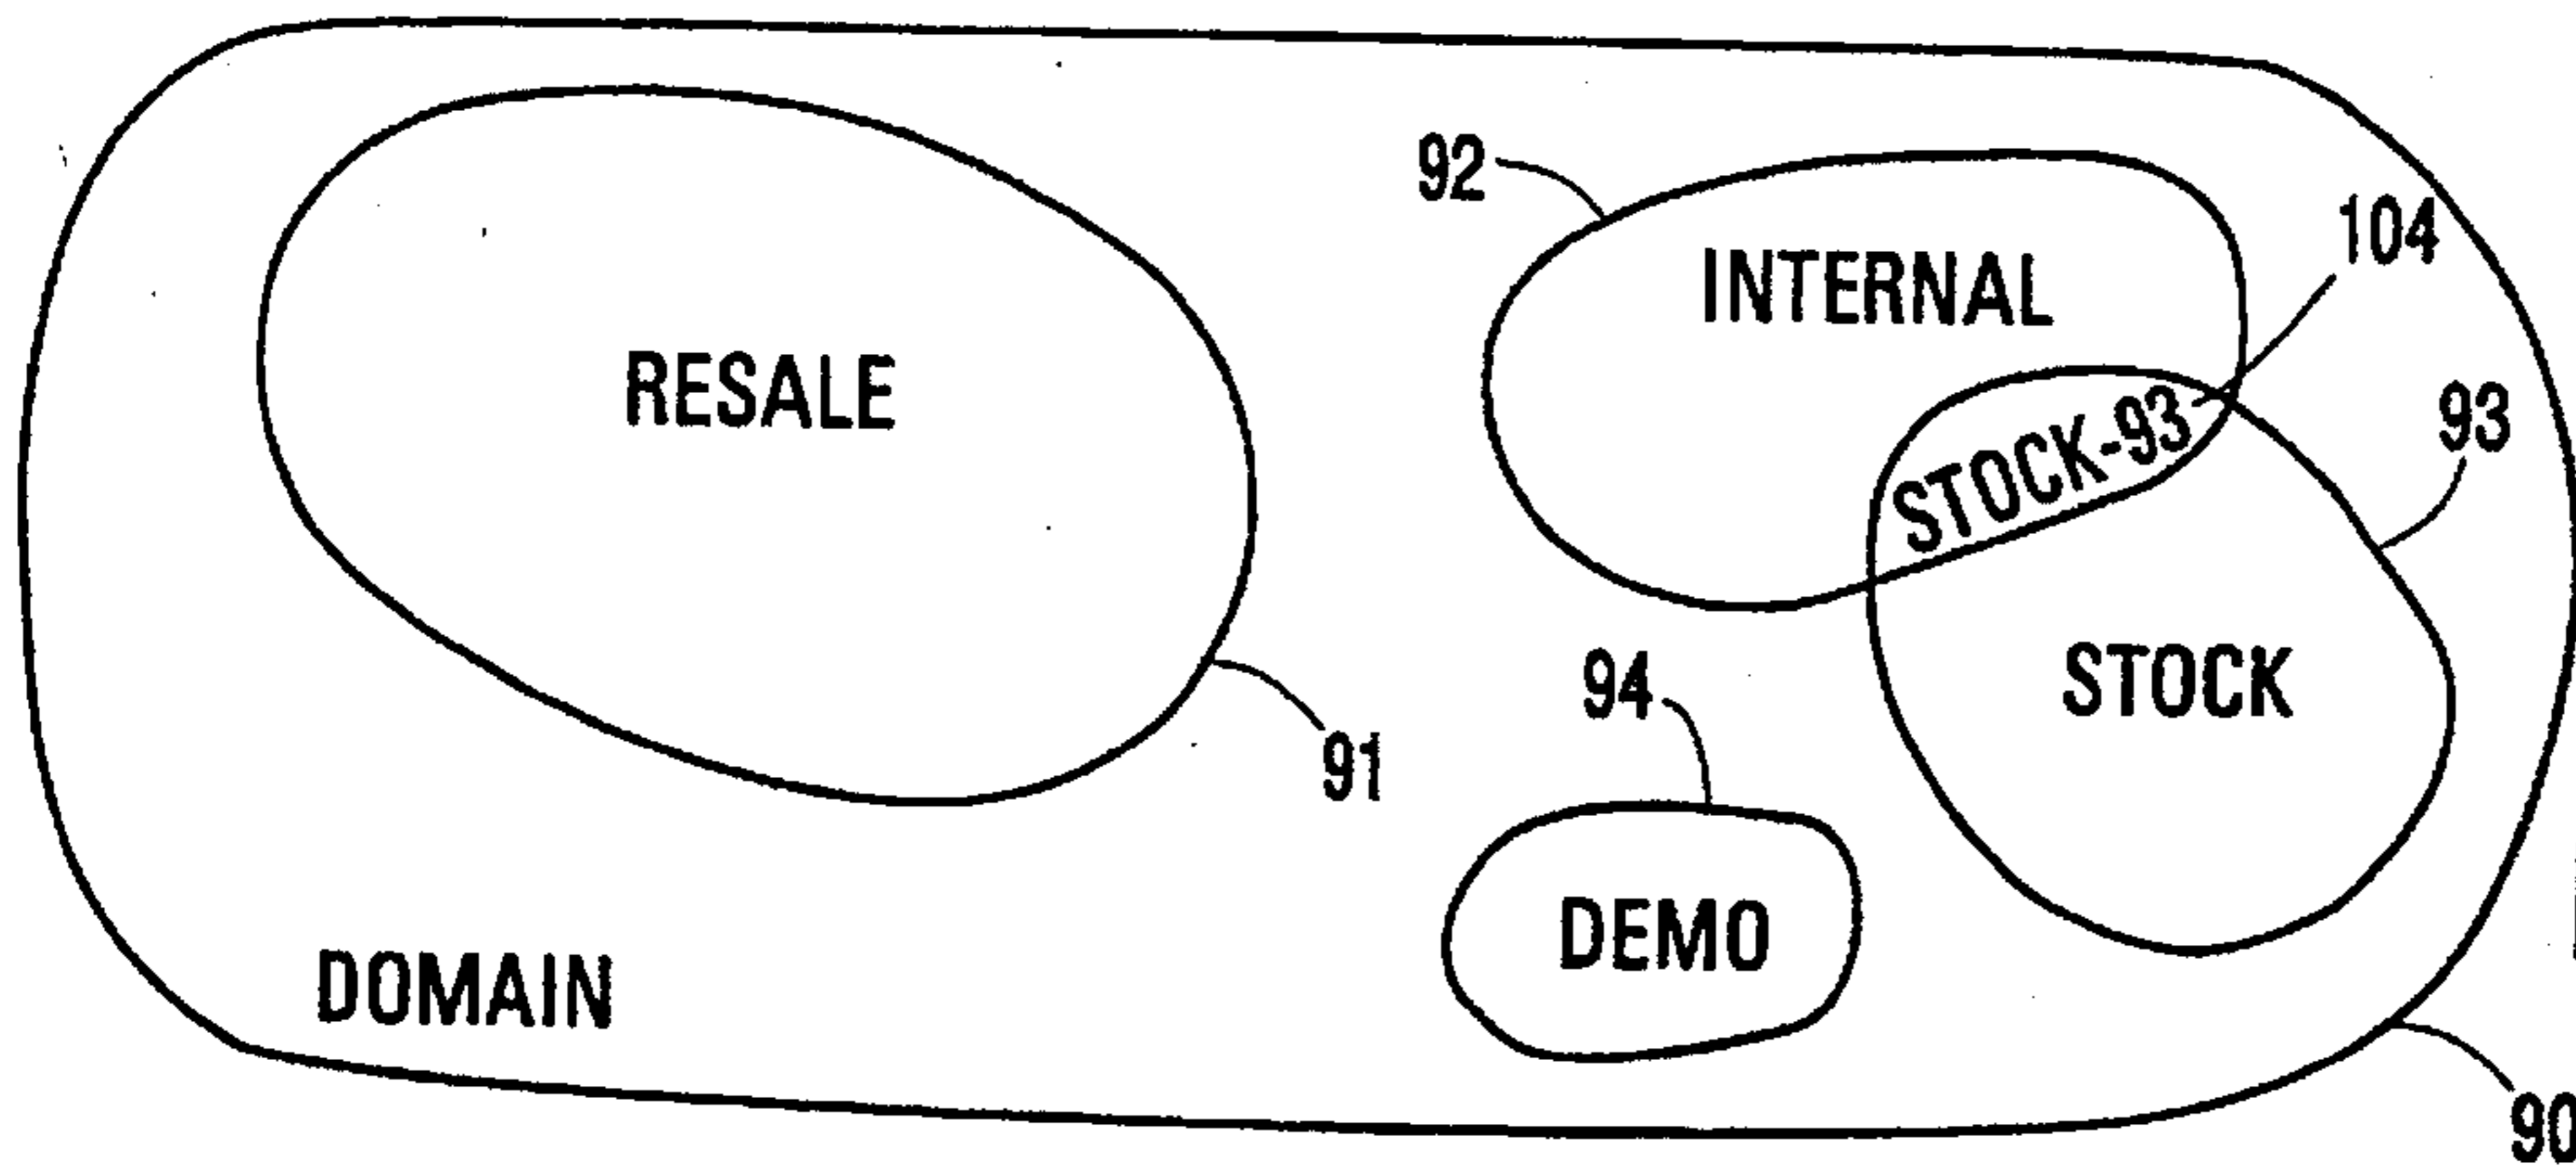 92
104
INTERNAL
RESALE
STOCK-93
93
94
STOCK
91
DEMO
DOMAIN
90